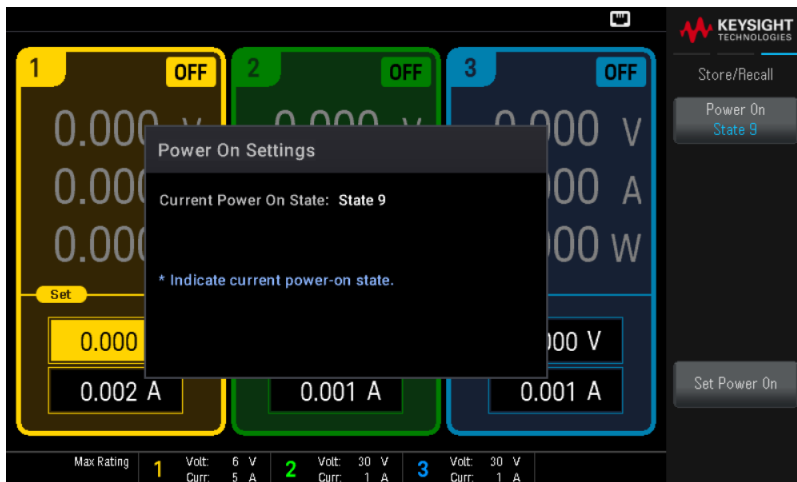 KEYSIGHT
TECHNOLOGIES
Store/Recall
Power On
State 9
Set Power On
1 OFF
2 OFF
3 OFF
0.000 V
0.000 A
W
Power On Settings
Current Power On State: State 9
* Indicate current power-on state.
Set
0.000
V
0.002 A
0.001 A
0.001 A
Max Rating
1 Volt: 6 V
Curr: 5 A
2 Volt: 30 V
Curr: 1 A
3 Volt: 30 V
Curr: 1 A